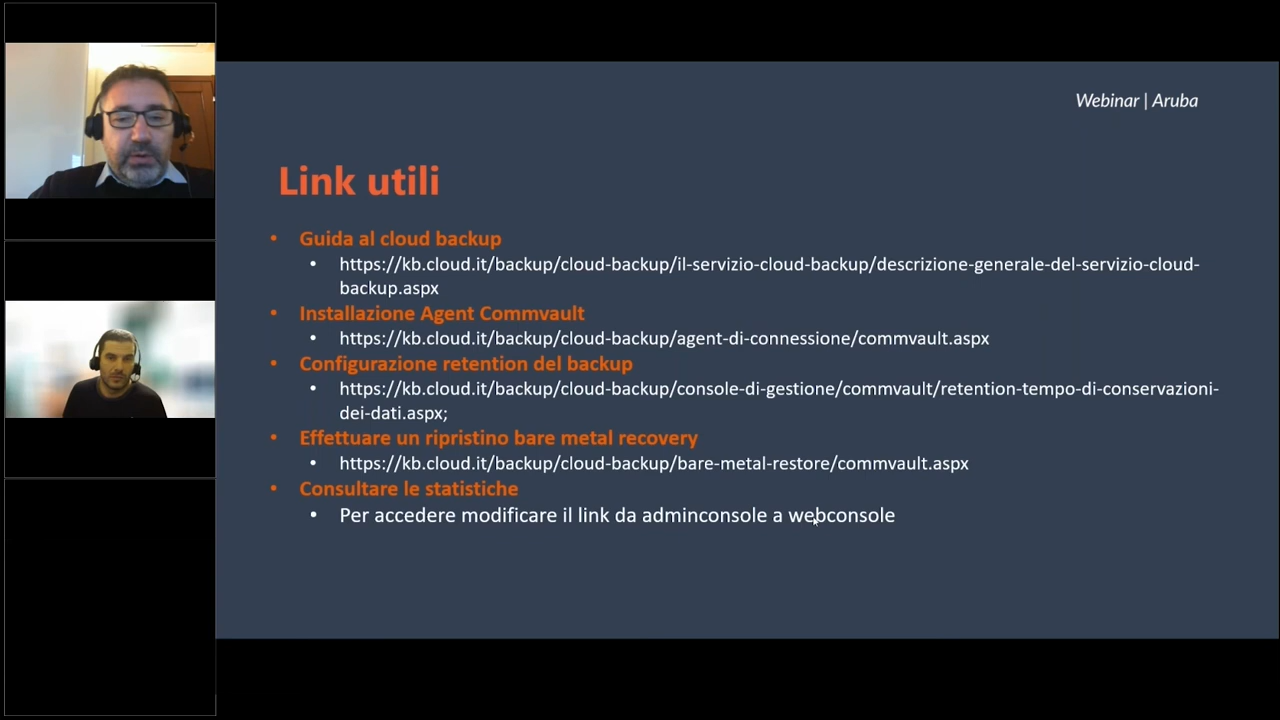 Webinar | Aruba
Link utili
• Guida al cloud backup
• https://kb.cloud.it/backup/cloud-backup/il-servizio-cloud-backup/descrizione-generale-del-servizio-cloud-
backup.aspx
• Installazione Agent Commvault
• https://kb.cloud.it/backup/cloud-backup/agent-di-connessione/commvault.aspx
• Configurazione retention del backup
• https://kb.cloud.it/backup/cloud-backup/console-di-gestione/commvault/retention-tempo-di-conservazioni-
dei-dati.aspx;
• Effettuare un ripristino bare metal recovery
• https://kb.cloud.it/backup/cloud-backup/bare-metal-restore/commvault.aspx
• Consultare le statistiche
• Per accedere modificare il link da adminconsole a webconsole